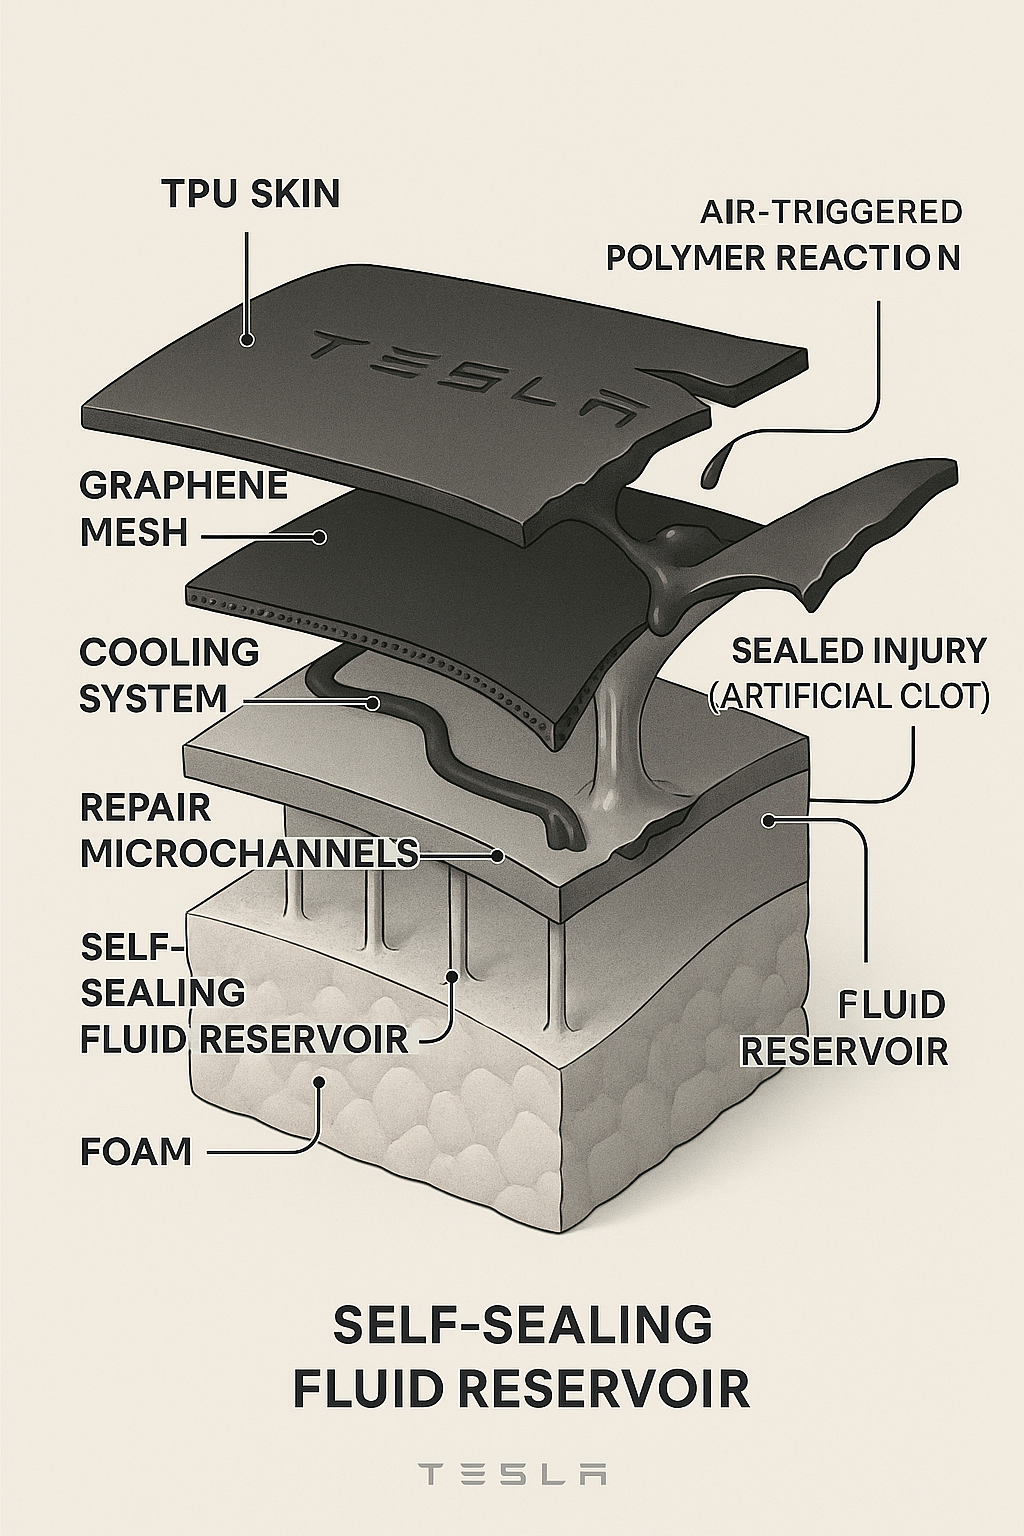 TPU SKIN
AIR-TRIGGERED
POLYMER REACTION
TESLA
GRAPHENE
MESH
COOLING
SYSTEM
SEALED INJURY
(ARTIFICIAL CLOT)
REPAIR
MICROCHANNELS
SELF-
SEALING
FLUID RESERVOIR
FLUID
RESERVOIR
FOAM
SELF-SEALING
FLUID RESERVOIR
TESLA